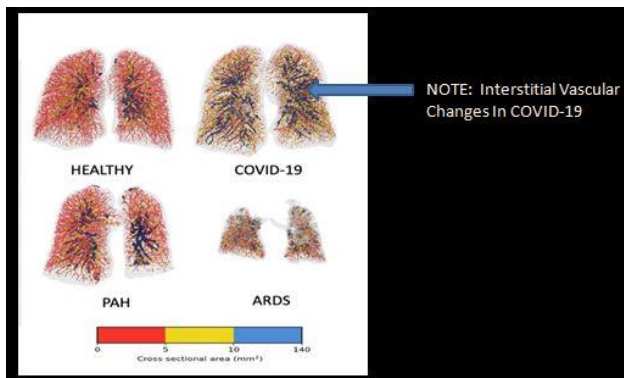 NOTE: Interstitial Vascular
Changes In COVID-19
HEALTHY
COVID-19
PAH
ARDS
0 5 10 140
Cross sectional area (mm²)